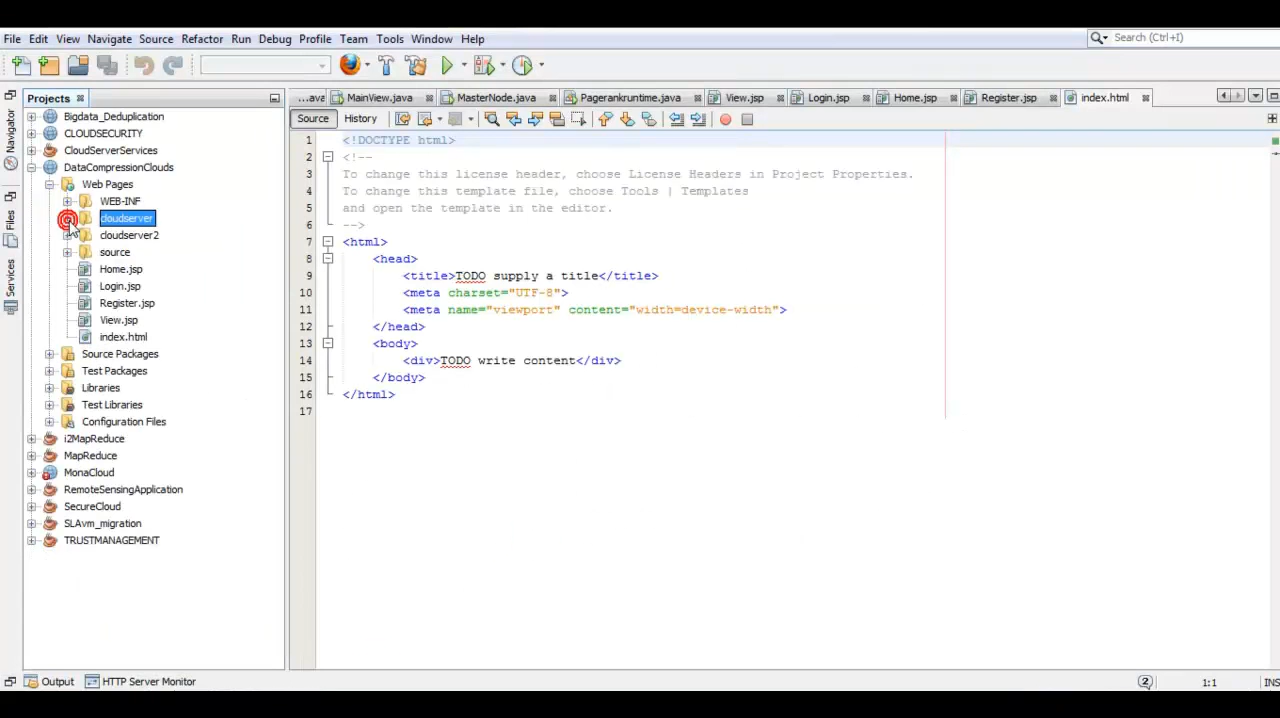 File Edit View Navigate Source Refactor Run Debug Profile Team Tools Window Help
Search (Ctrl+I)
Projects
...ava MainView.java MasterNode.java Pagerankruntime.java View.jsp Login.jsp Home.jsp Register.jsp index.html
Source History
Navigator
Files
Services
Bigdata_Deduplication
CLOUDSECURITY
CloudServerServices
DataCompressionClouds
Web Pages
WEB-INF
cloudserver
cloudserver2
source
Home.jsp
Login.jsp
Register.jsp
View.jsp
index.html
Source Packages
Test Packages
Libraries
Test Libraries
Configuration Files
i2MapReduce
MapReduce
MonaCloud
RemoteSensingApplication
SecureCloud
SLAvm_migration
TRUSTMANAGEMENT
1 <!DOCTYPE html>
2 <!--
3 To change this license header, choose License Headers in Project Properties.
4 To change this template file, choose Tools | Templates
5 and open the template in the editor.
6 -->
7 <html>
8 <head>
9 <title>TODO supply a title</title>
10 <meta charset="UTF-8">
11 <meta name="viewport" content="width=device-width">
12 </head>
13 <body>
14 <div>TODO write content</div>
15 </body>
16 </html>
17
Output HTTP Server Monitor
2 1:1 INS